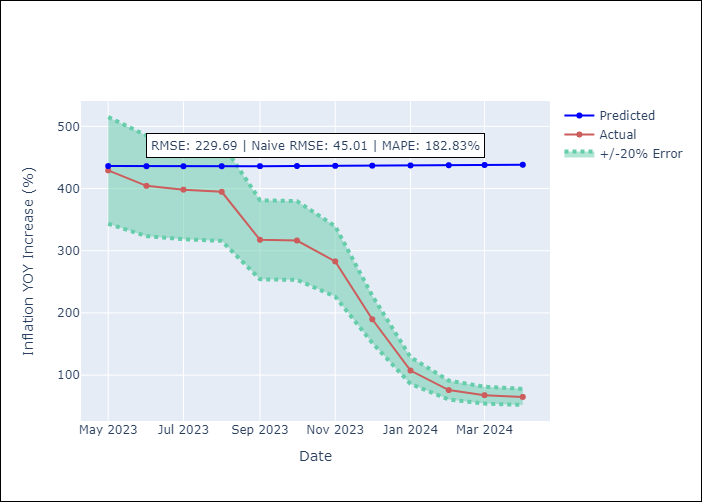 RMSE: 229.69 | Naive RMSE: 45.01 | MAPE: 182.83%
Predicted
Actual
+/-20% Error
Inflation YOY Increase (%)
500
400
300
200
100
May 2023 Jul 2023 Sep 2023 Nov 2023 Jan 2024 Mar 2024
Date